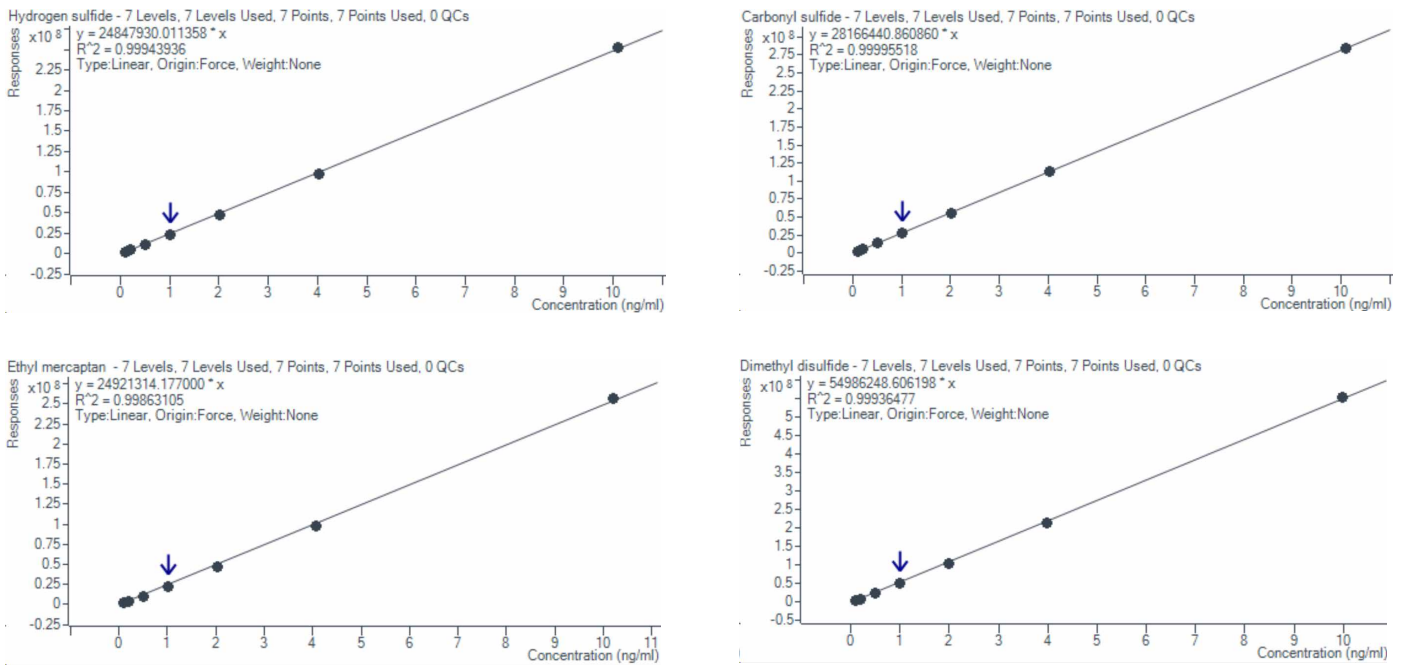 Hydrogen sulfide - 7 Levels, 7 Levels Used, 7 Points, 7 Points Used, 0 QCs
Responses
x10 8
y = 24847930.011358 * x
R^2 = 0.99943936
Type:Linear, Origin:Force, Weight:None
2.25
2
1.75
1.5
1.25
1
0.75
0.5
0.25
0
-0.25
0 1 2 3 4 5 6 7 8 9 10
Concentration (ng/ml)
Carbonyl sulfide - 7 Levels, 7 Levels Used, 7 Points, 7 Points Used, 0 QCs
Responses
x10 8
y = 28166440.860860 * x
R^2 = 0.99995518
Type:Linear, Origin:Force, Weight:None
2.75
2.5
2.25
2
1.75
1.5
1.25
1
0.75
0.5
0.25
0
-0.25
0 1 2 3 4 5 6 7 8 9 10
Concentration (ng/ml)
Ethyl mercaptan - 7 Levels, 7 Levels Used, 7 Points, 7 Points Used, 0 QCs
Responses
x10 8
y = 24921314.177000 * x
R^2 = 0.99863105
Type:Linear, Origin:Force, Weight:None
2.5
2.25
2
1.75
1.5
1.25
1
0.75
0.5
0.25
0
-0.25
0 1 2 3 4 5 6 7 8 9 10 11
Concentration (ng/ml)
Dimethyl disulfide - 7 Levels, 7 Levels Used, 7 Points, 7 Points Used, 0 QCs
Responses
x10 8
y = 54986248.606198 * x
R^2 = 0.99936477
Type:Linear, Origin:Force, Weight:None
5
4.5
4
3.5
3
2.5
2
1.5
1
0.5
0
-0.5
0 1 2 3 4 5 6 7 8 9 10
Concentration (ng/ml)